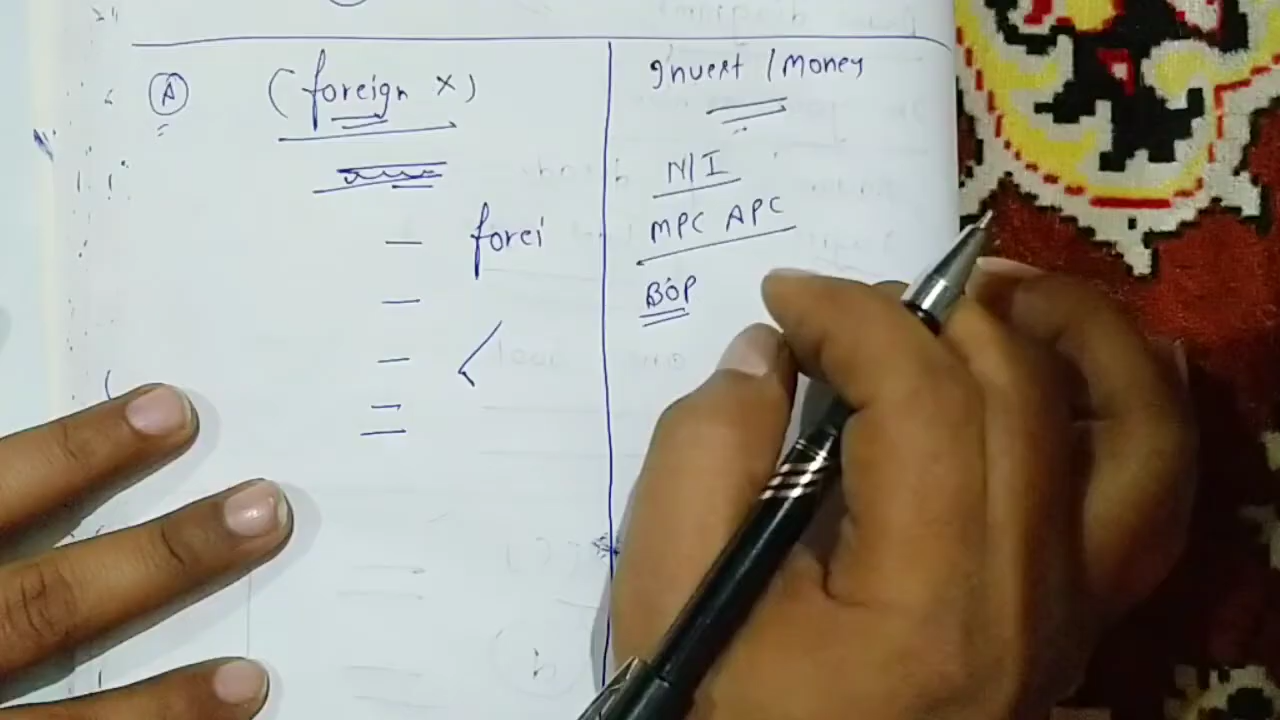 A
(foreign X)
forei
Invest / Money
N/I
MPC APC
BOP